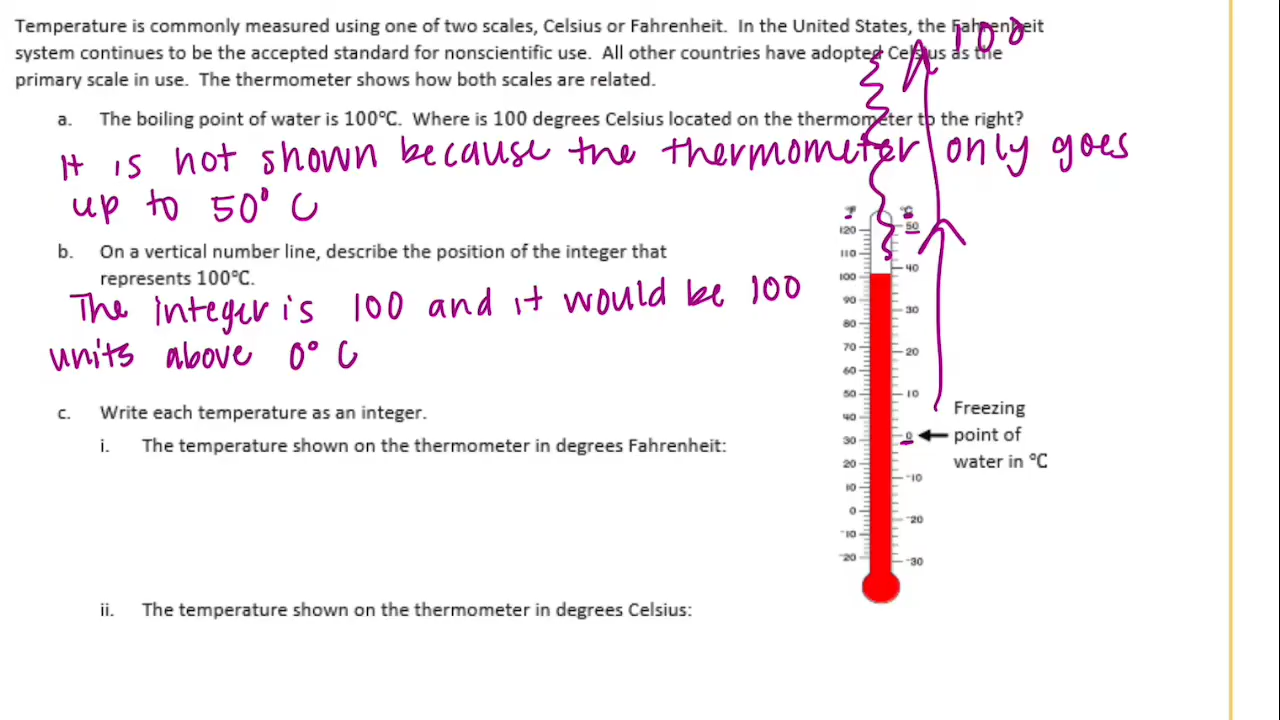 Temperature is commonly measured using one of two scales, Celsius or Fahrenheit. In the United States, the Fahrenheit
system continues to be the accepted standard for nonscientific use. All other countries have adopted Celsius as the
primary scale in use. The thermometer shows how both scales are related.
100
a. The boiling point of water is 100°C. Where is 100 degrees Celsius located on the thermometer to the right?
It is not shown because the thermometer only goes
up to 50° C
b. On a vertical number line, describe the position of the integer that
represents 100°C.
The integer is 100 and it would be 100
units above 0° C
c. Write each temperature as an integer.
i. The temperature shown on the thermometer in degrees Fahrenheit:
ii. The temperature shown on the thermometer in degrees Celsius:
°F
120
110
100
90
80
70
60
50
40
30
20
10
0
-10
-20
°C
50
40
30
20
10
0
-10
-20
-30
Freezing
point of
water in °C